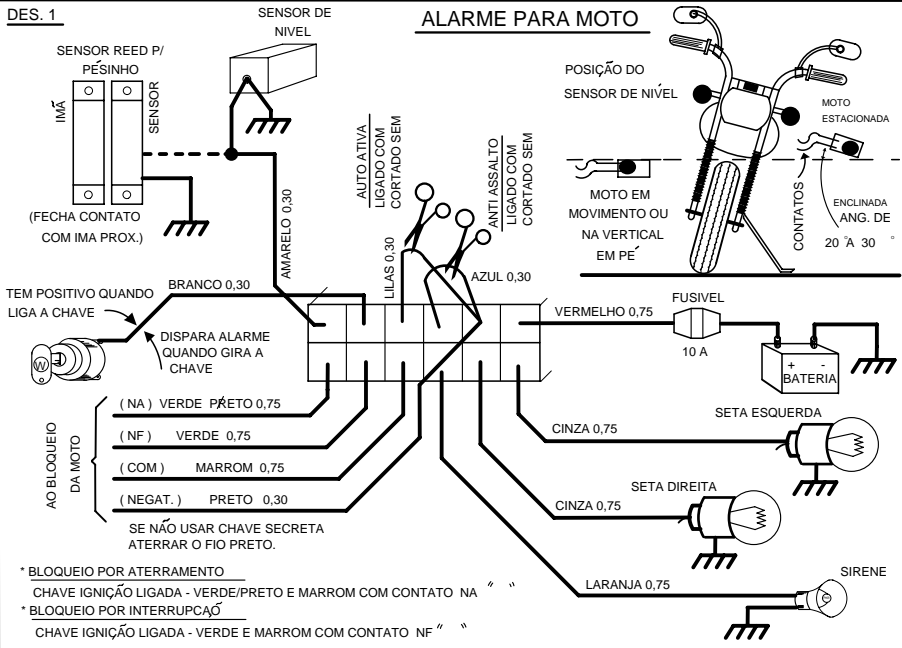 DES. 1
ALARME PARA MOTO
SENSOR DE
NIVEL
SENSOR REED P/
PÉSINHO
IMÃ
SENSOR
(FECHA CONTATO
COM IMA PROX.)
AMARELO 0,30
AUTO ATIVA
LIGADO COM
CORTADO SEM
LILAS 0,30
ANTI ASSALTO
LIGADO COM
CORTADO SEM
AZUL 0,30
POSIÇÃO DO
SENSOR DE NIVEL
MOTO
ESTACIONADA
MOTO EM
MOVIMENTO OU
NA VERTICAL
EM PÉ
CONTATOS
ENCLINADA
ANG. DE
20 °A 30 °
BRANCO 0,30
TEM POSITIVO QUANDO
LIGA A CHAVE
DISPARA ALARME
QUANDO GIRA A
CHAVE
W
VERMELHO 0,75
FUSIVEL
10 A
+ -
BATERIA
AO BLOQUEIO
DA MOTO
( NA ) VERDE PRETO 0,75
( NF ) VERDE 0,75
( COM ) MARROM 0,75
( NEGAT. ) PRETO 0,30
SE NÃO USAR CHAVE SECRETA
ATERRAR O FIO PRETO.
CINZA 0,75
SETA ESQUERDA
CINZA 0,75
SETA DIREITA
LARANJA 0,75
SIRENE
* BLOQUEIO POR ATERRAMENTO
CHAVE IGNIÇÃO LIGADA - VERDE/PRETO E MARROM COM CONTATO NA " "
* BLOQUEIO POR INTERRUPCAÕ
CHAVE IGNIÇÃO LIGADA - VERDE E MARROM COM CONTATO NF " "